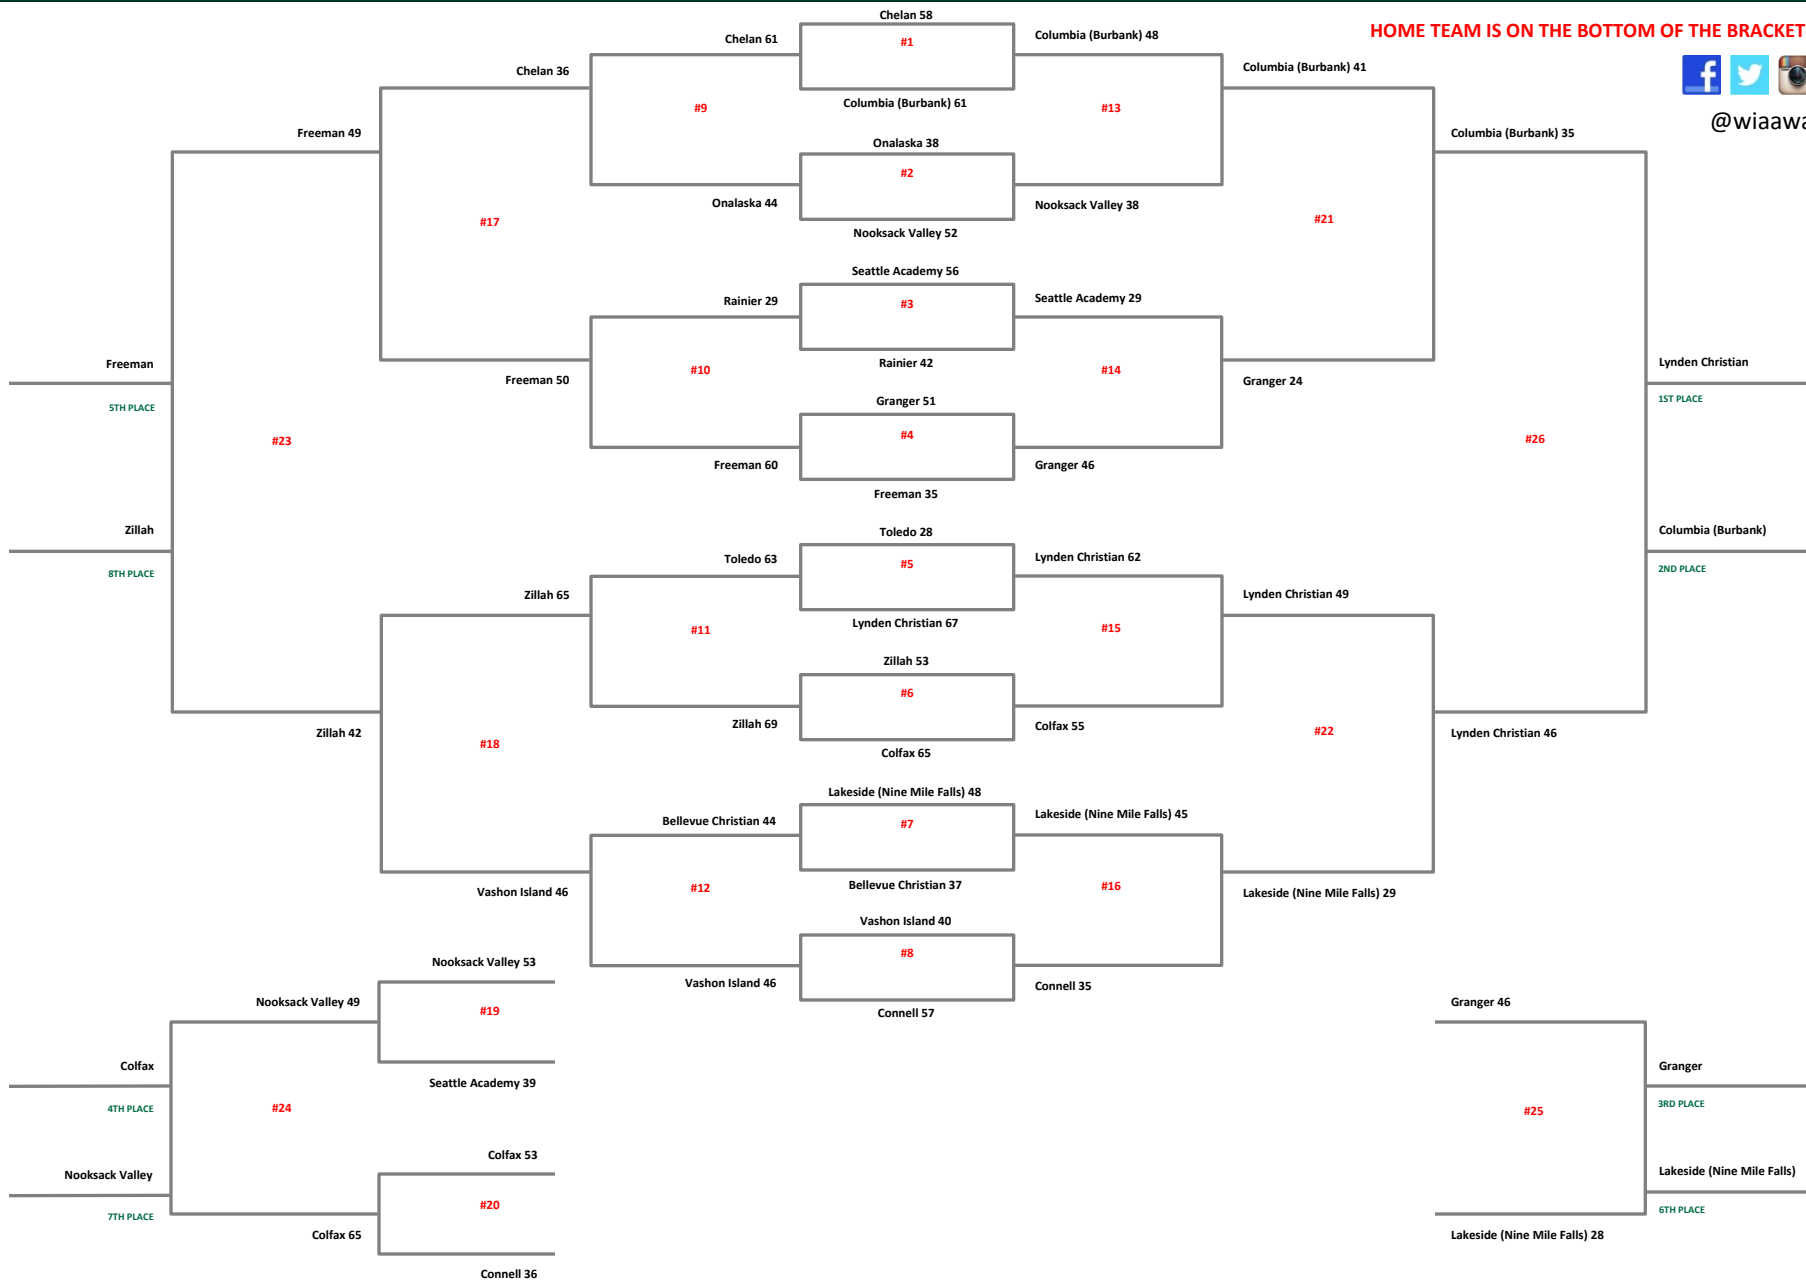 Chelan 58
HOME TEAM IS ON THE BOTTOM OF THE BRACKET
Chelan 61
#1
Columbia (Burbank) 48
Chelan 36
Columbia (Burbank) 41
Columbia (Burbank) 61
#9
#13
@wiaawa
Freeman 49
Columbia (Burbank) 35
Onalaska 38
#2
Onalaska 44
Nooksack Valley 38
#17
#21
Nooksack Valley 52
Seattle Academy 56
Rainier 29
#3
Seattle Academy 29
Freeman
Rainier 42
Lynden Christian
#10
#14
Freeman 50
Granger 24
5TH PLACE
1ST PLACE
Granger 51
#23
#4
#26
Freeman 60
Granger 46
Freeman 35
Zillah
Toledo 28
Columbia (Burbank)
Toledo 63
#5
Lynden Christian 62
8TH PLACE
2ND PLACE
Zillah 65
Lynden Christian 49
Lynden Christian 67
#11
#15
Zillah 53
#6
Zillah 69
Colfax 55
Zillah 42
#22
Lynden Christian 46
#18
Colfax 65
Lakeside (Nine Mile Falls) 48
Bellevue Christian 44
#7
Lakeside (Nine Mile Falls) 45
Bellevue Christian 37
#12
#16
Vashon Island 46
Lakeside (Nine Mile Falls) 29
Vashon Island 40
#8
Nooksack Valley 53
Vashon Island 46
Connell 35
Nooksack Valley 49
#19
Connell 57
Granger 46
Colfax
Granger
Seattle Academy 39
4TH PLACE
#24
#25
3RD PLACE
Colfax 53
Nooksack Valley
Lakeside (Nine Mile Falls)
#20
7TH PLACE
6TH PLACE
Colfax 65
Lakeside (Nine Mile Falls) 28
Connell 36